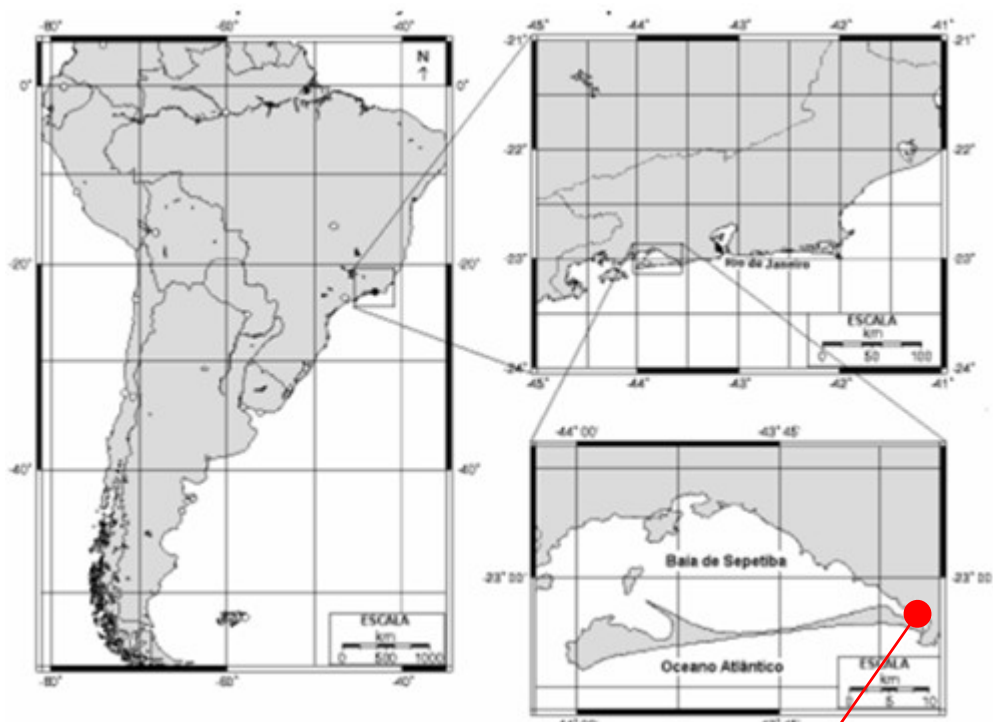 -80° -60° -40°
N
0° 0°
-20° -20°
-40° -40°
ESCALA
km
0 500 1000
-80° -60° -40°
-45 -44 -43 -42 -41
-21° -21°
-22 -22°
Rio de Janeiro
-23 -23°
ESCALA
km
0 50 100
-24° -24°
-45 -44 -43 -42 -41
-44° 00' -43° 45'
Baia de Sepetiba
-23° 00' -23° 00'
Oceano Atlântico
ESCALA
km
0 5 10